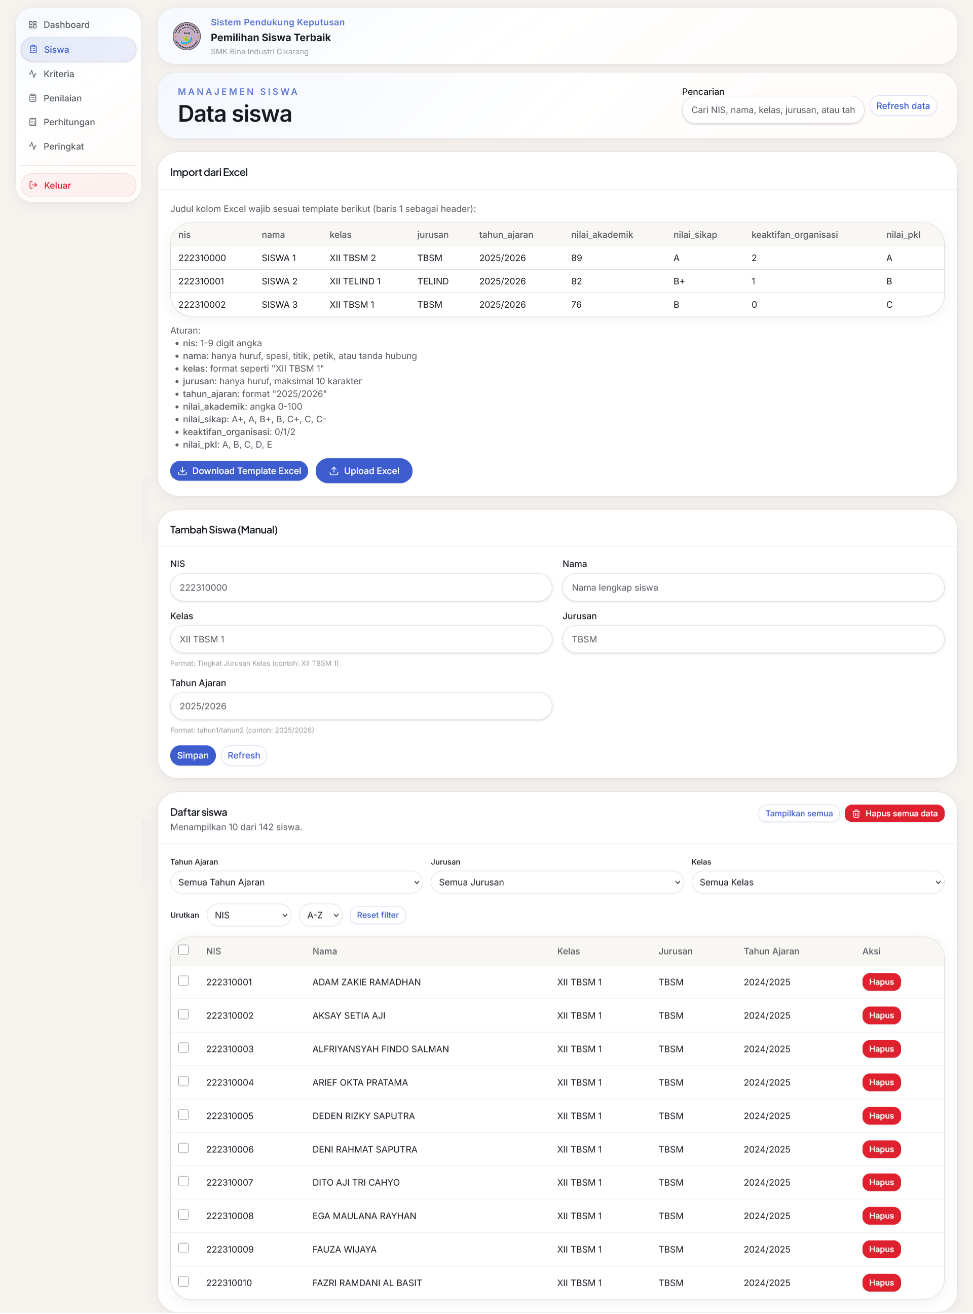 Dashboard
Siswa
Kriteria
Penilaian
Perhitungan
Peringkat
Keluar
Sistem Pendukung Keputusan
Pemilihan Siswa Terbaik
SMK Bina Industri Cikarang
MANAJEMEN SISWA
Data siswa
Pencarian
Cari NIS, nama, kelas, jurusan, atau tah
Refresh data
Import dari Excel
Judul kolom Excel wajib sesuai template berikut (baris 1 sebagai header):
nis nama kelas jurusan tahun_ajaran nilai_akademik nilai_sikap keaktifan_organisasi nilai_pkl
222310000 SISWA 1 XII TBSM 2 TBSM 2025/2026 89 A 2 A
222310001 SISWA 2 XII TELIND 1 TELIND 2025/2026 82 B+ 1 B
222310002 SISWA 3 XII TBSM 1 TBSM 2025/2026 76 B 0 C
Aturan:
• nis: 1-9 digit angka
• nama: hanya huruf, spasi, titik, petik, atau tanda hubung
• kelas: format seperti "XII TBSM 1"
• jurusan: hanya huruf, maksimal 10 karakter
• tahun_ajaran: format "2025/2026"
• nilai_akademik: angka 0-100
• nilai_sikap: A+, A, B+, B, C+, C, C-
• keaktifan_organisasi: 0/1/2
• nilai_pkl: A, B, C, D, E
Download Template Excel Upload Excel
Tambah Siswa (Manual)
NIS Nama
222310000 Nama lengkap siswa
Kelas Jurusan
XII TBSM 1 TBSM
Format: Tingkat Jurusan Kelas (contoh: XII TBSM 1)
Tahun Ajaran
2025/2026
Format: tahun1/tahun2 (contoh: 2025/2026)
Simpan Refresh
Daftar siswa
Menampilkan 10 dari 142 siswa.
Tampilkan semua Hapus semua data
Tahun Ajaran Jurusan Kelas
Semua Tahun Ajaran Semua Jurusan Semua Kelas
Urutkan NIS A-Z Reset filter
NIS Nama Kelas Jurusan Tahun Ajaran Aksi
222310001 ADAM ZAKIE RAMADHAN XII TBSM 1 TBSM 2024/2025 Hapus
222310002 AKSAY SETIA AJI XII TBSM 1 TBSM 2024/2025 Hapus
222310003 ALFRIYANSYAH FINDO SALMAN XII TBSM 1 TBSM 2024/2025 Hapus
222310004 ARIEF OKTA PRATAMA XII TBSM 1 TBSM 2024/2025 Hapus
222310005 DEDEN RIZKY SAPUTRA XII TBSM 1 TBSM 2024/2025 Hapus
222310006 DENI RAHMAT SAPUTRA XII TBSM 1 TBSM 2024/2025 Hapus
222310007 DITO AJI TRI CAHYO XII TBSM 1 TBSM 2024/2025 Hapus
222310008 EGA MAULANA RAYHAN XII TBSM 1 TBSM 2024/2025 Hapus
222310009 FAUZA WIJAYA XII TBSM 1 TBSM 2024/2025 Hapus
222310010 FAZRI RAMDANI AL BASIT XII TBSM 1 TBSM 2024/2025 Hapus